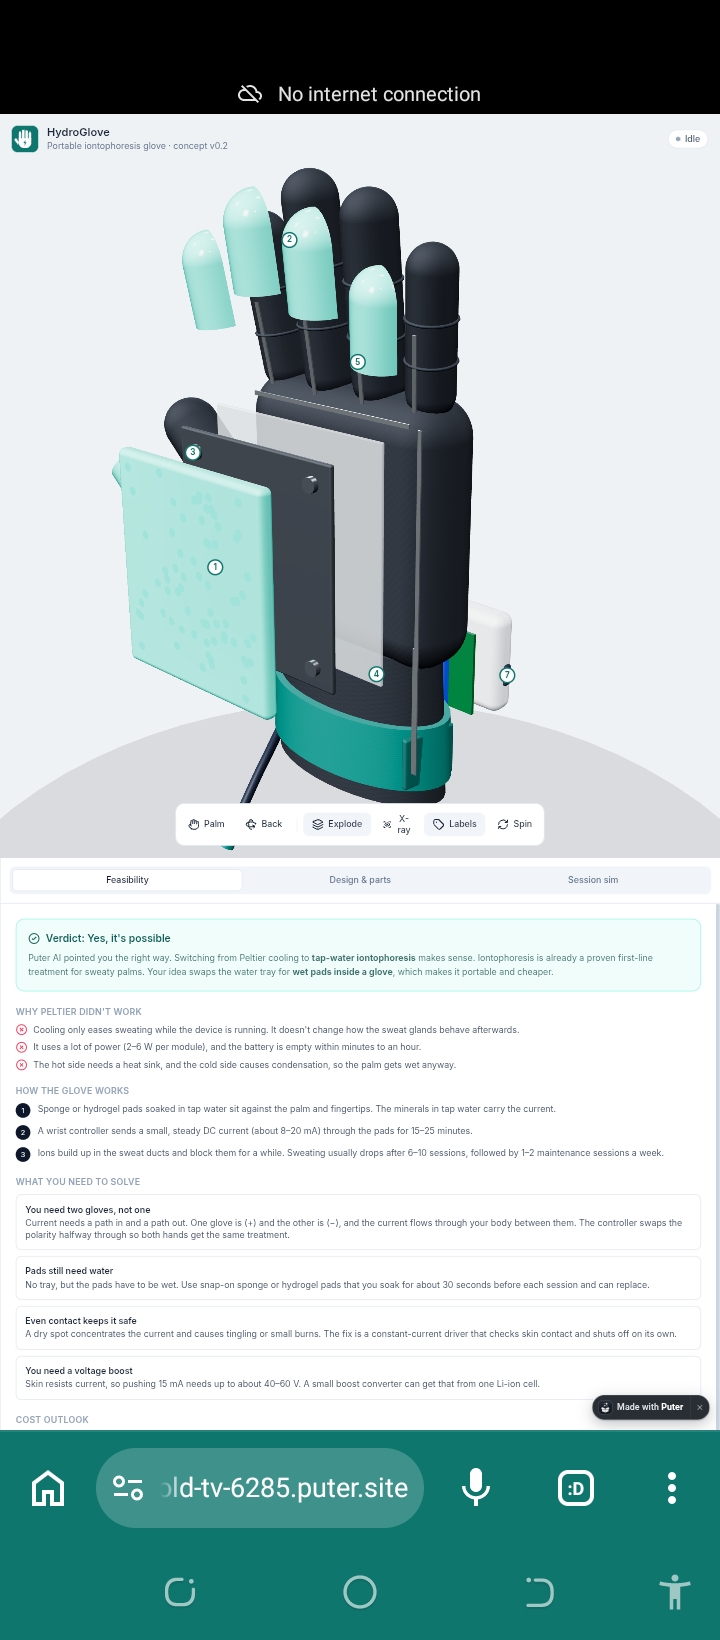 No internet connection
HydroGlove
Portable iontophoresis glove · concept v0.2
Idle
2
5
3
1
4
7
Palm
Back
Explode
X-
ray
Labels
Spin
Feasibility
Design & parts
Session sim
Verdict: Yes, it's possible
Puter AI pointed you the right way. Switching from Peltier cooling to tap-water iontophoresis makes sense. Iontophoresis is already a proven first-line
treatment for sweaty palms. Your idea swaps the water tray for wet pads inside a glove, which makes it portable and cheaper.
WHY PELTIER DIDN'T WORK
Cooling only eases sweating while the device is running. It doesn't change how the sweat glands behave afterwards.
It uses a lot of power (2–6 W per module), and the battery is empty within minutes to an hour.
The hot side needs a heat sink, and the cold side causes condensation, so the palm gets wet anyway.
HOW THE GLOVE WORKS
1 Sponge or hydrogel pads soaked in tap water sit against the palm and fingertips. The minerals in tap water carry the current.
2 A wrist controller sends a small, steady DC current (about 8–20 mA) through the pads for 15–25 minutes.
3 Ions build up in the sweat ducts and block them for a while. Sweating usually drops after 6–10 sessions, followed by 1–2 maintenance sessions a week.
WHAT YOU NEED TO SOLVE
You need two gloves, not one
Current needs a path in and a path out. One glove is (+) and the other is (−), and the current flows through your body between them. The controller swaps the
polarity halfway through so both hands get the same treatment.
Pads still need water
No tray, but the pads have to be wet. Use snap-on sponge or hydrogel pads that you soak for about 30 seconds before each session and can replace.
Even contact keeps it safe
A dry spot concentrates the current and causes tingling or small burns. The fix is a constant-current driver that checks skin contact and shuts off on its own.
You need a voltage boost
Skin resists current, so pushing 15 mA needs up to about 40–60 V. A small boost converter can get that from one Li-ion cell.
COST OUTLOOK
Made with Puter ×
old-tv-6285.puter.site
:D